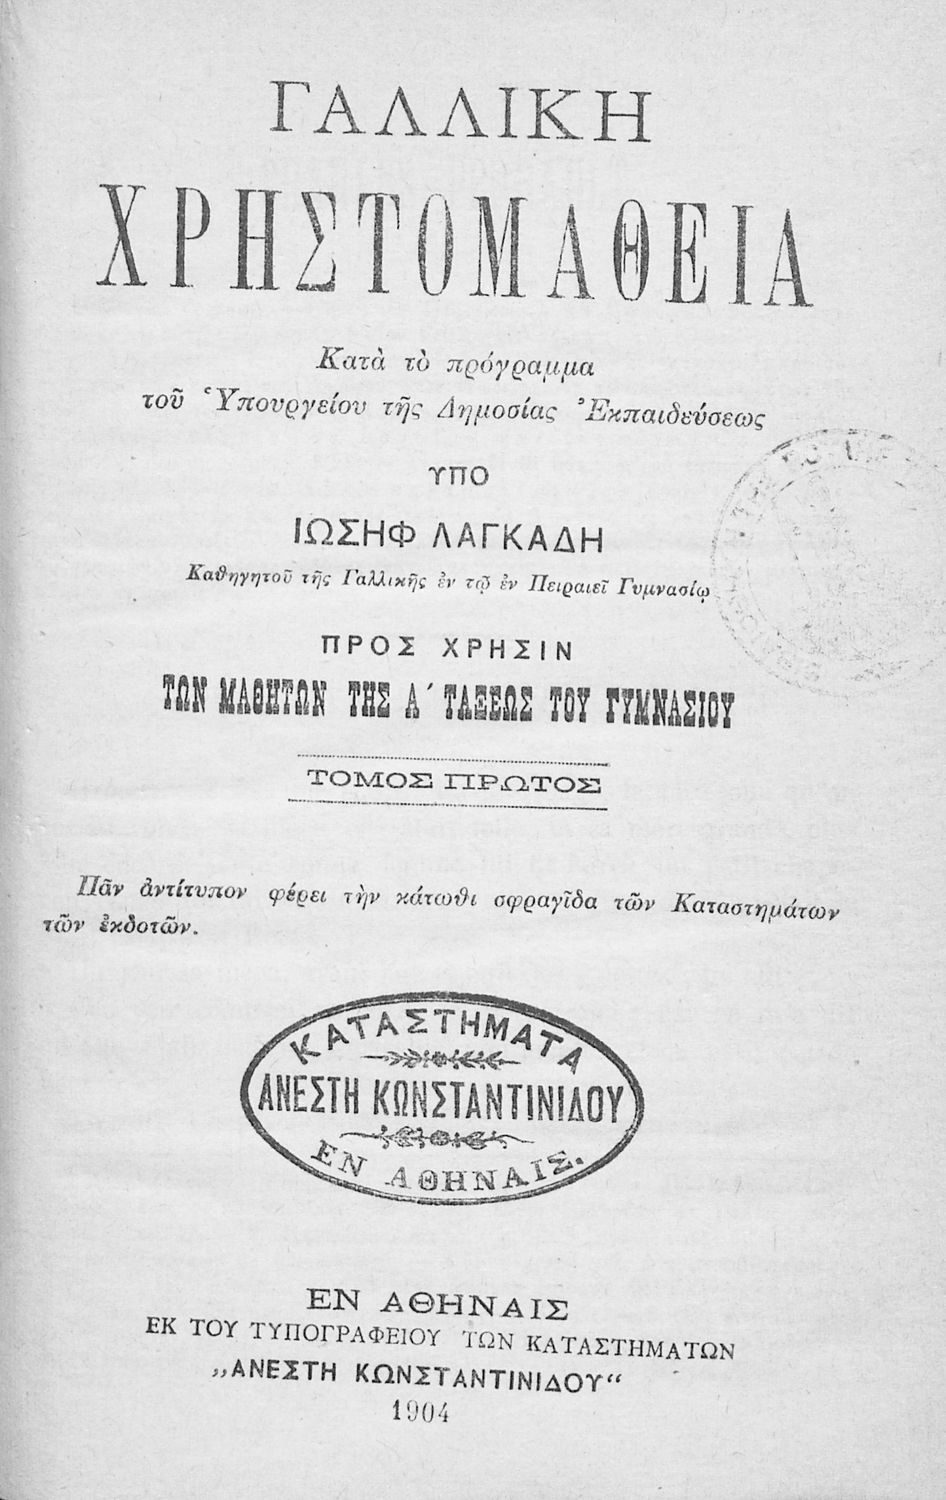 ΓΑΛΛΙΚΗ
ΧΡΗΣΤΟΜΑΘΕΙΑ
Κατὰ τὸ πρόγραμμα
τοῦ Ὑπουργείου τῆς Δημοσίας Ἐκπαιδεύσεως
ΥΠΟ
ΙΩΣΗΦ ΛΑΓΚΑΔΗ
Καθηγητοῦ τῆς Γαλλικῆς ἐν τῷ ἐν Πειραιεῖ Γυμνασίῳ
ΠΡΟΣ ΧΡΗΣΙΝ
ΤΩΝ ΜΑΘΗΤΩΝ ΤΗΣ Α΄ ΤΑΞΕΩΣ ΤΟΥ ΓΥΜΝΑΣΙΟΥ
ΤΟΜΟΣ ΠΡΩΤΟΣ
Πᾶν ἀντίτυπον φέρει τὴν κάτωθι σφραγῖδα τῶν Καταστημάτων
τῶν ἐκδοτῶν.
ΚΑΤΑΣΤΗΜΑΤΑ
ΑΝΕΣΤΗ ΚΩΝΣΤΑΝΤΙΝΙΔΟΥ
ΕΝ ΑΘΗΝΑΙΣ.
ΕΝ ΑΘΗΝΑΙΣ
ΕΚ ΤΟΥ ΤΥΠΟΓΡΑΦΕΙΟΥ ΤΩΝ ΚΑΤΑΣΤΗΜΑΤΩΝ
„ΑΝΕΣΤΗ ΚΩΝΣΤΑΝΤΙΝΙΔΟΥ“
1904